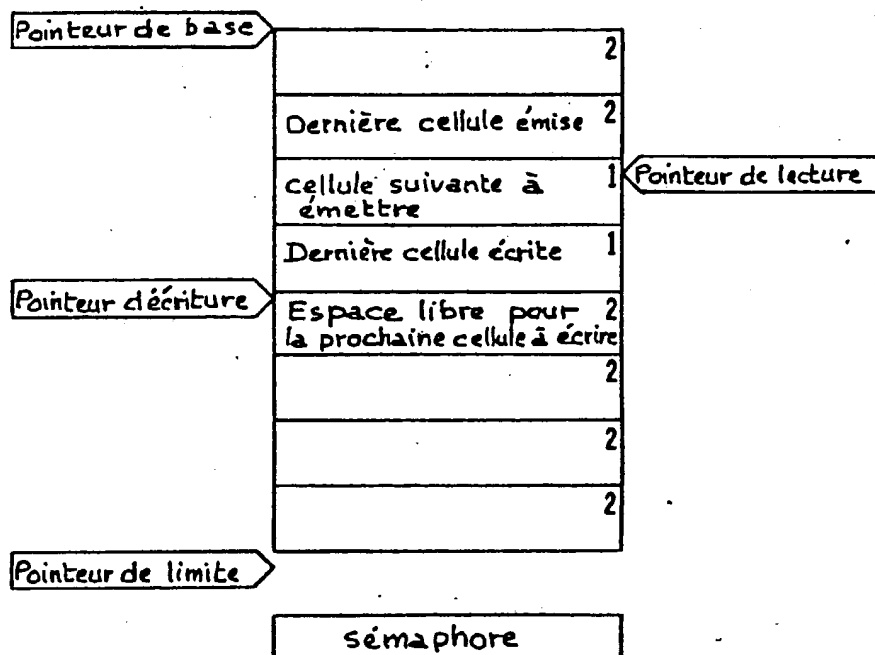 Pointeur de base
2
Dernière cellule émise 2
cellule suivante à 1
émettre
Pointeur de lecture
Dernière cellule écrite 1
Pointeur d'écriture
Espace libre pour 2
la prochaine cellule à écrire
2
2
2
Pointeur de limite
sémaphore